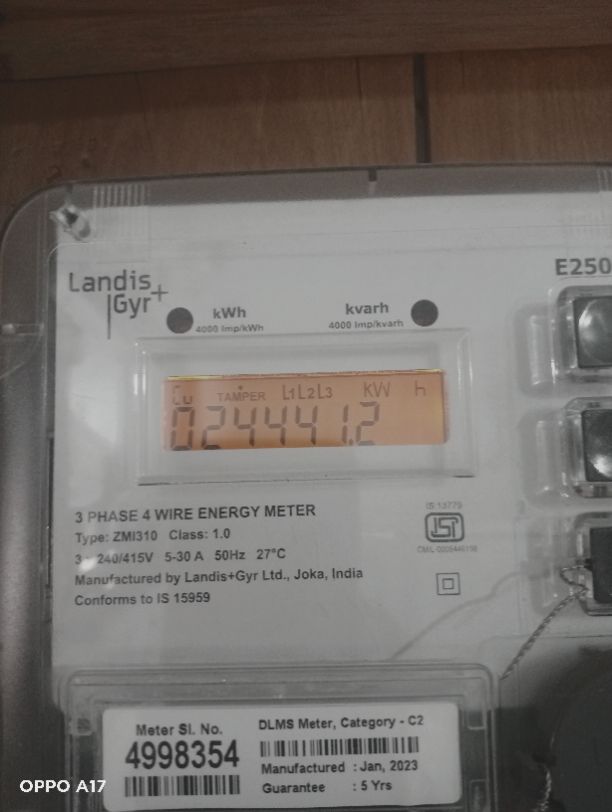 Landis
Gyr+
E250
kWh
4000 Imp/kWh
kvarh
4000 Imp/kvarh
Cu TAMPER L1L2L3 KW h
024441.2
3 PHASE 4 WIRE ENERGY METER
Type: ZMI310 Class: 1.0
240/415V 5-30 A 50Hz 27°C
Manufactured by Landis+Gyr Ltd., Joka, India
Conforms to IS 15959
IS 13779
ISI
Meter Sl. No.
4998354
DLMS Meter, Category - C2
Manufactured : Jan, 2023
Guarantee : 5 Yrs
OPPO A17